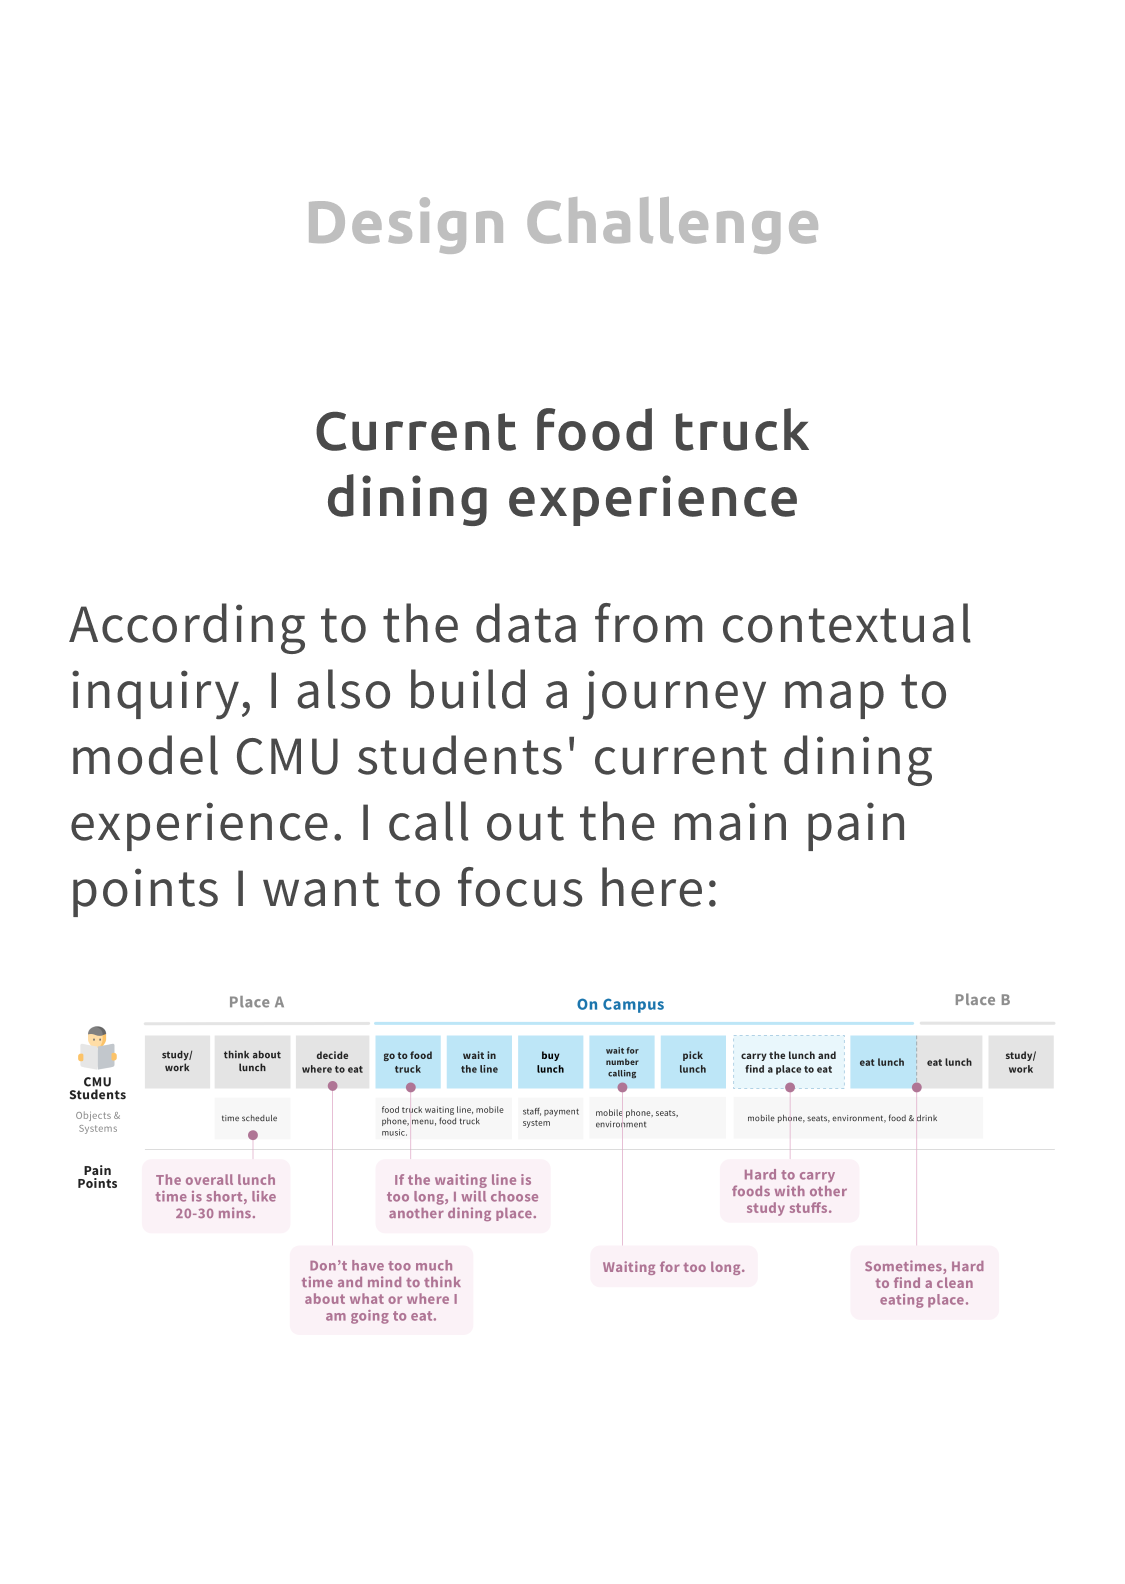 Design Challenge
Current food truck
dining experience
According to the data from contextual
inquiry, I also build a journey map to
model CMU students' current dining
experience. I call out the main pain
points I want to focus here:
Place A
On Campus
Place B
CMU
Students
study/
work
think about
lunch
decide
where to eat
go to food
truck
wait in
the line
buy
lunch
wait for
number
calling
pick
lunch
carry the lunch and
find a place to eat
eat lunch
eat lunch
study/
work
Objects &
Systems
time schedule
food truck waiting line, mobile
phone, menu, food truck
music.
staff, payment
system
mobile phone, seats,
environment
mobile phone, seats, environment, food & drink
Pain
Points
The overall lunch
time is short, like
20-30 mins.
Don’t have too much
time and mind to think
about what or where I
am going to eat.
If the waiting line is
too long, I will choose
another dining place.
Waiting for too long.
Hard to carry
foods with other
study stuffs.
Sometimes, Hard
to find a clean
eating place.